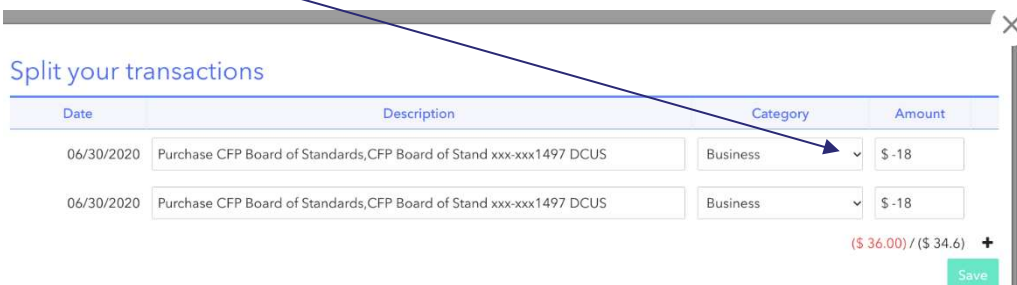 Split your transactions
Date Description Category Amount
06/30/2020 Purchase CFP Board of Standards,CFP Board of Stand xxx-xxx1497 DCUS Business $ -18
06/30/2020 Purchase CFP Board of Standards,CFP Board of Stand xxx-xxx1497 DCUS Business $ -18
($ 36.00) / ($ 34.6) +
Save